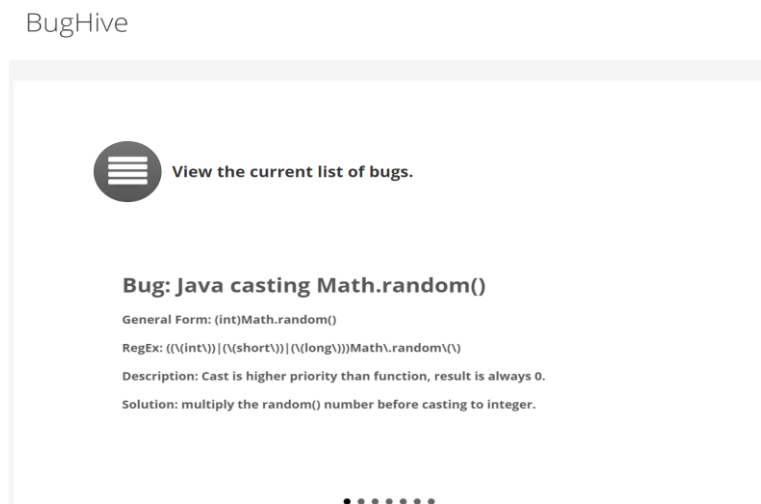 BugHive
View the current list of bugs.
Bug: Java casting Math.random()
General Form: (int)Math.random()
RegEx: ((\(int\))|(\(short\))|(\(long\)))Math\.random\(\)
Description: Cast is higher priority than function, result is always 0.
Solution: multiply the random() number before casting to integer.